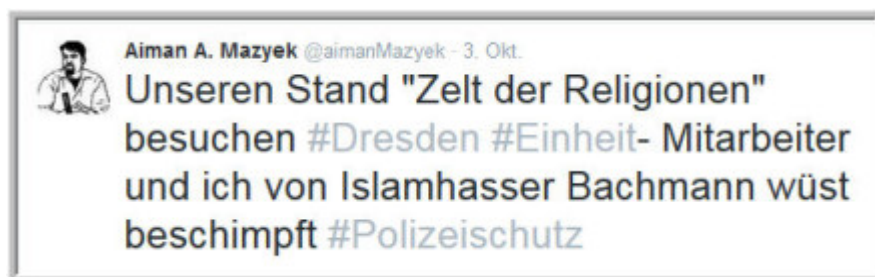 Aiman A. Mazyek @aimanMazyek · 3. Okt.
Unseren Stand "Zelt der Religionen"
besuchen #Dresden #Einheit- Mitarbeiter
und ich von Islamhasser Bachmann wüst
beschimpft #Polizeischutz